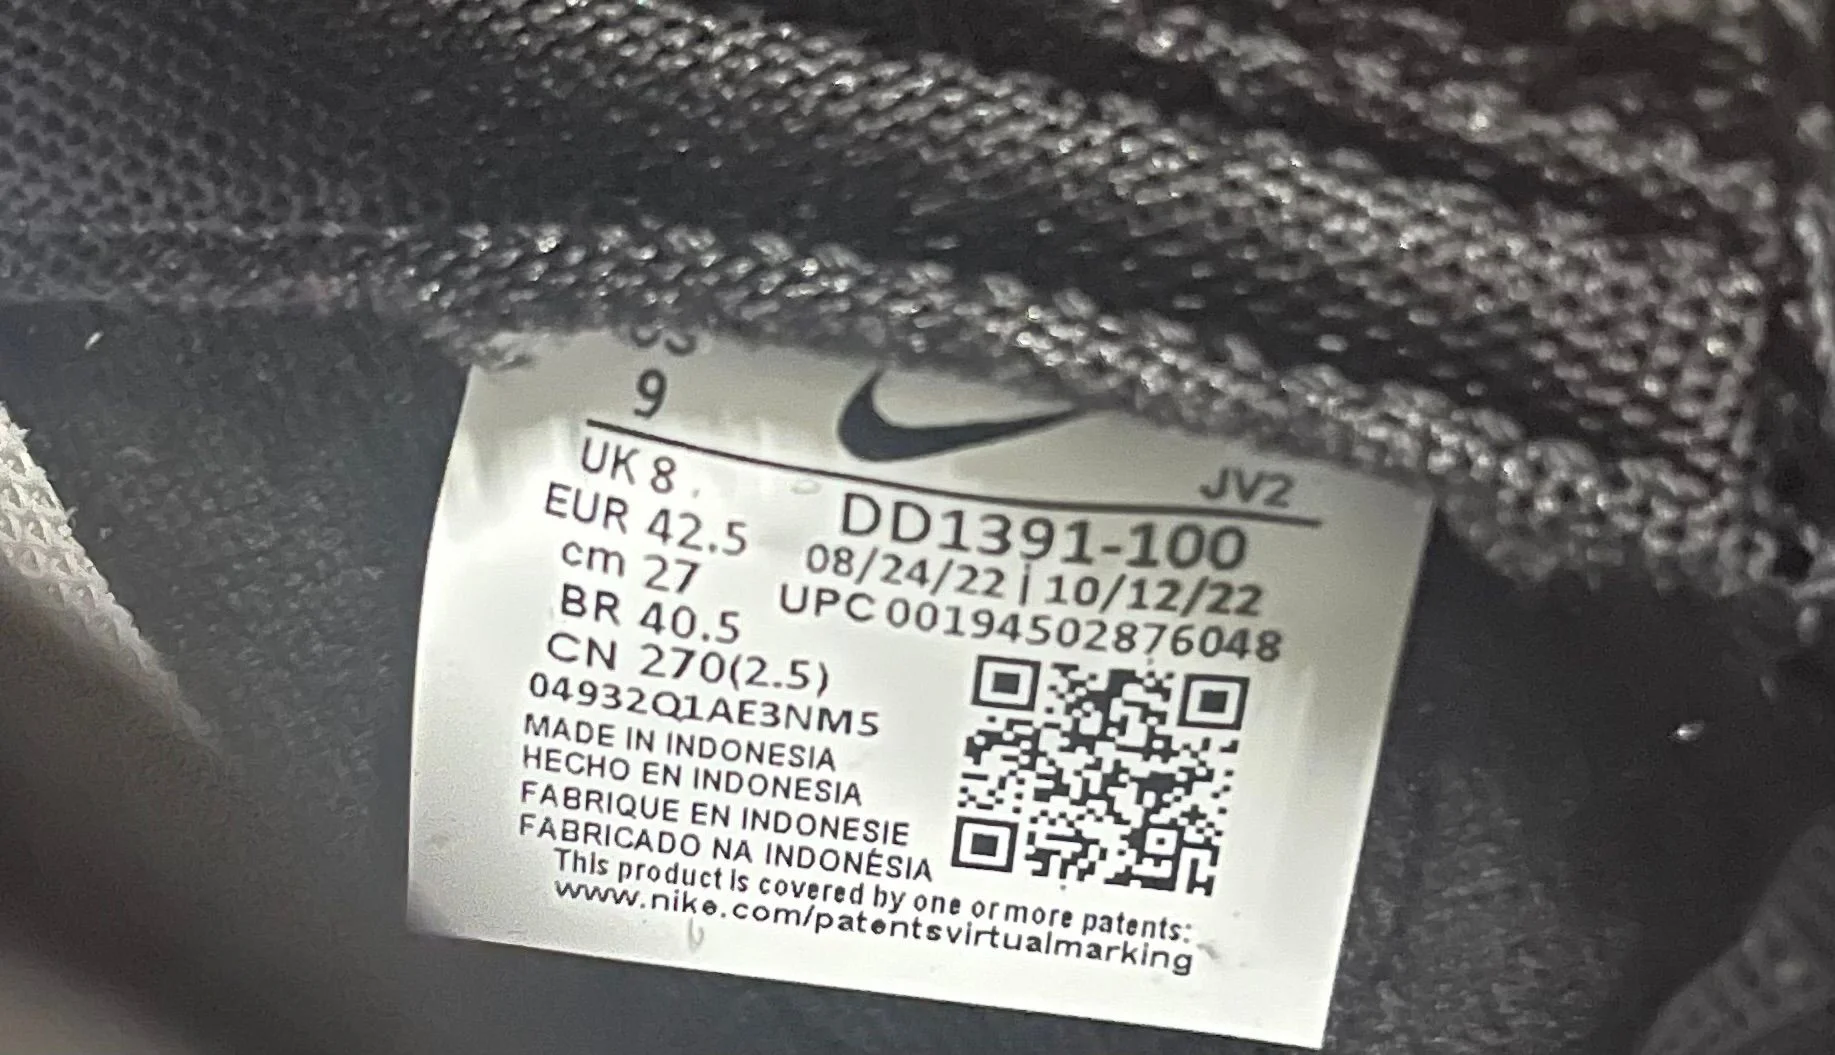 US
9
JV2
UK 8
EUR 42.5
cm 27
BR 40.5
CN 270(2.5)
DD1391-100
08/24/22 | 10/12/22
UPC 00194502876048
04932Q1AE3NM5
MADE IN INDONESIA
HECHO EN INDONESIA
FABRIQUE EN INDONESIE
FABRICADO NA INDONÉSIA
This product is covered by one or more patents:
www.nike.com/patentsvirtualmarking